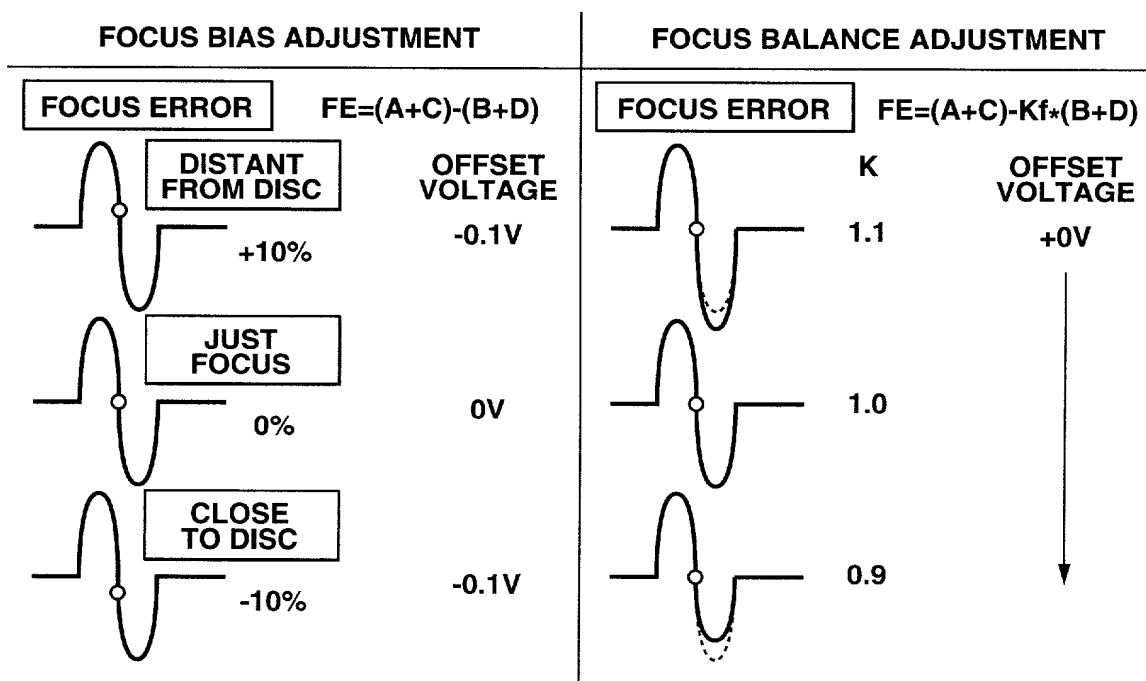 FOCUS BIAS ADJUSTMENT
FOCUS ERROR
FE=(A+C)-(B+D)
DISTANT
FROM DISC
OFFSET
VOLTAGE
+10%
-0.1V
JUST
FOCUS
0%
0V
CLOSE
TO DISC
-10%
-0.1V
FOCUS BALANCE ADJUSTMENT
FOCUS ERROR
FE=(A+C)-Kf*(B+D)
K
OFFSET
VOLTAGE
1.1
+0V
1.0
0.9